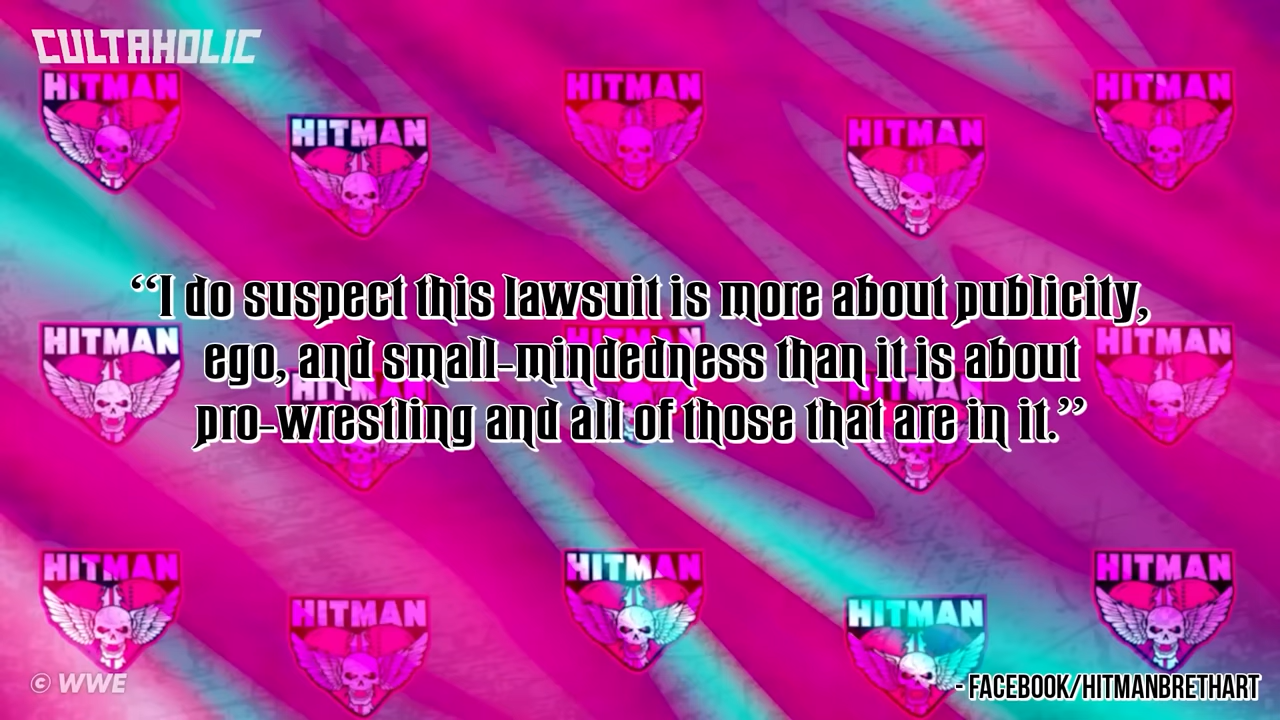 CULTAHOLIC
HITMAN
HITMAN
HITMAN
HITMAN
HITMAN
“I do suspect this lawsuit is more about publicity,
ego, and small-mindedness than it is about
pro-wrestling and all of those that are in it.”
HITMAN
HITMAN
HITMAN
HITMAN
HITMAN
HITMAN
HITMAN
HITMAN
HITMAN
© WWE
- FACEBOOK/HITMANBRETHART